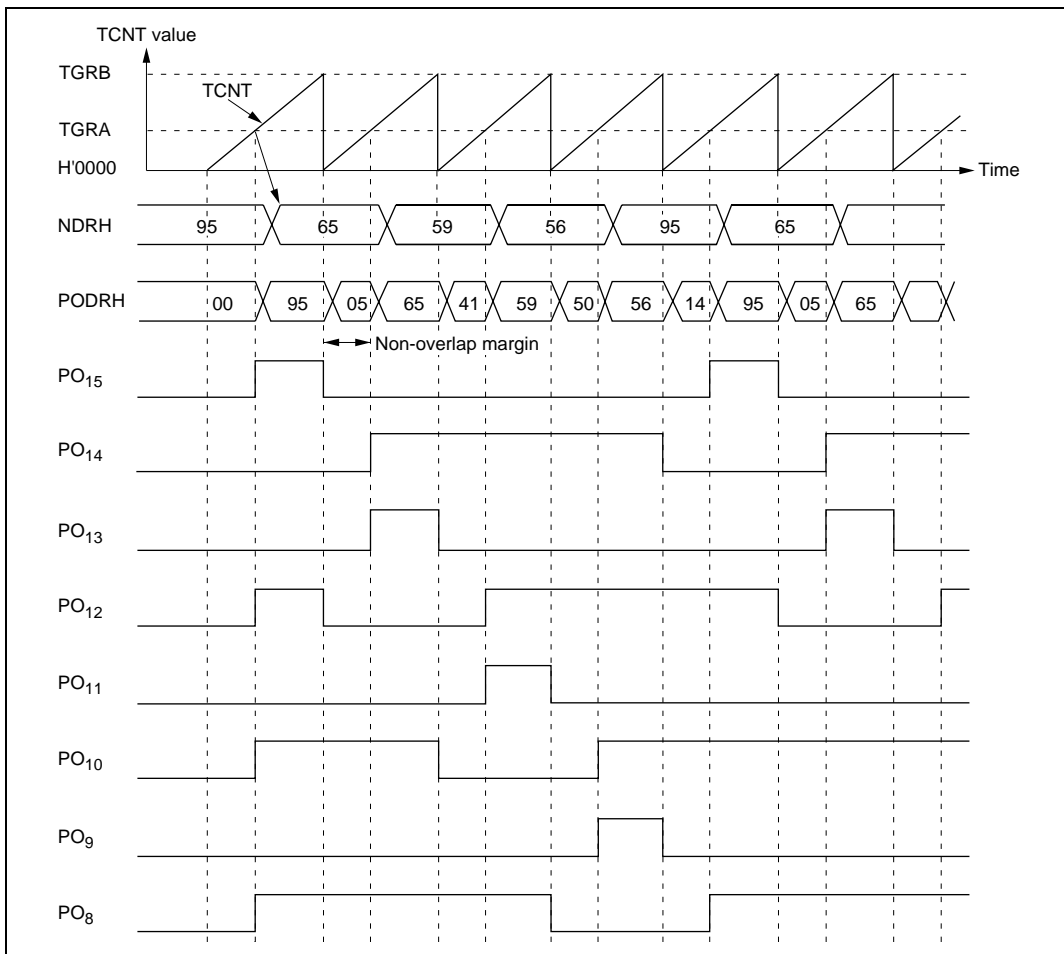 TCNT value
TGRB
TCNT
TGRA
H'0000
Time
NDRH 95 65 59 56 95 65
PODRH 00 95 05 65 41 59 50 56 14 95 05 65
Non-overlap margin
PO15
PO14
PO13
PO12
PO11
PO10
PO9
PO8